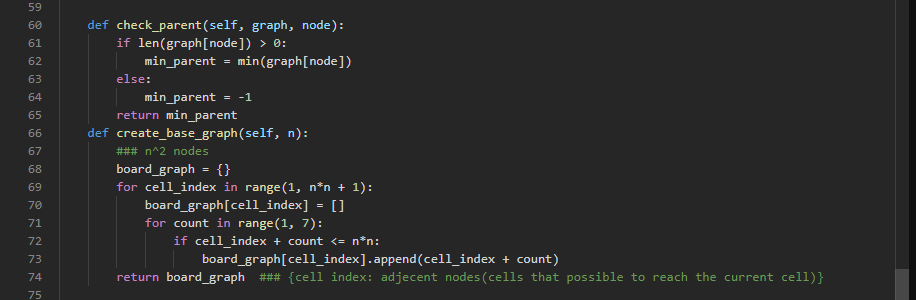 59
60 def check_parent(self, graph, node):
61 if len(graph[node]) > 0:
62 min_parent = min(graph[node])
63 else:
64 min_parent = -1
65 return min_parent
66 def create_base_graph(self, n):
67 ### n^2 nodes
68 board_graph = {}
69 for cell_index in range(1, n*n + 1):
70 board_graph[cell_index] = []
71 for count in range(1, 7):
72 if cell_index + count <= n*n:
73 board_graph[cell_index].append(cell_index + count)
74 return board_graph ### {cell index: adjecent nodes(cells that possible to reach the current cell)}
75